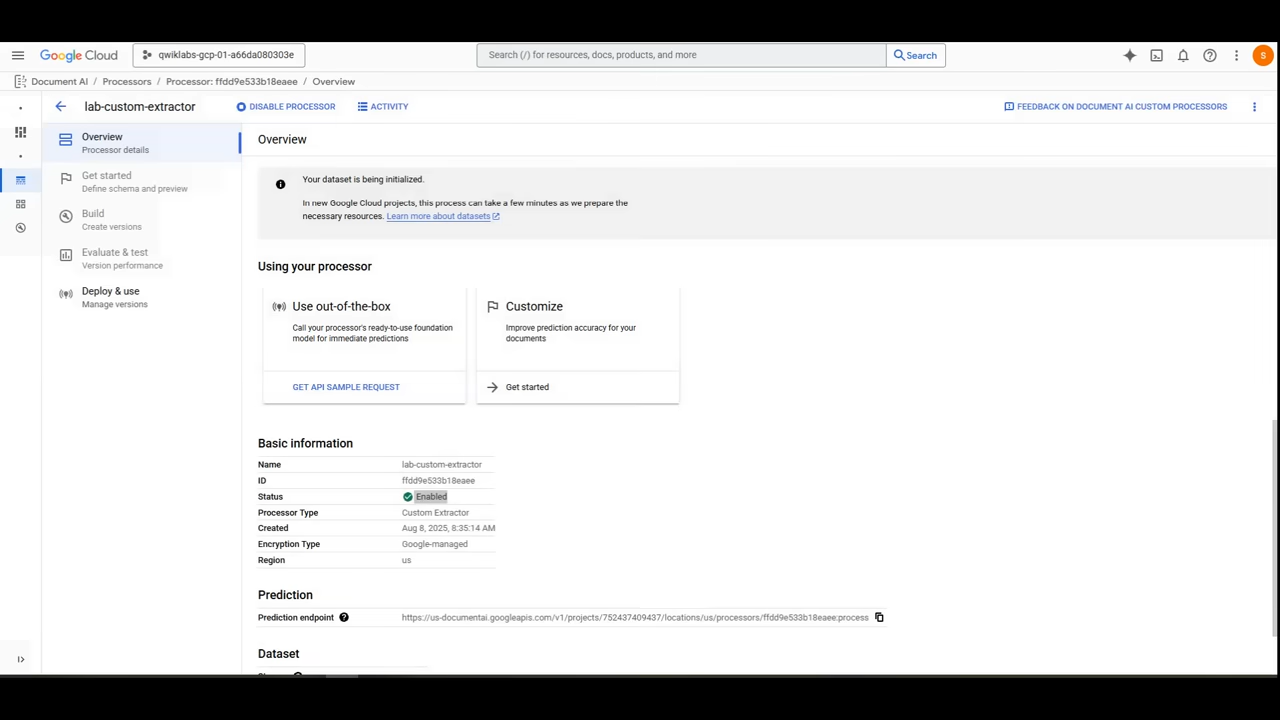 Google Cloud
qwiklabs-gcp-01-a66da080303e
Search (/) for resources, docs, products, and more
Search
S
Document AI / Processors / Processor: ffdd9e533b18eaee / Overview
lab-custom-extractor
DISABLE PROCESSOR
ACTIVITY
FEEDBACK ON DOCUMENT AI CUSTOM PROCESSORS
Overview
Processor details
Get started
Define schema and preview
Build
Create versions
Evaluate & test
Version performance
Deploy & use
Manage versions
Overview
Your dataset is being initialized.
In new Google Cloud projects, this process can take a few minutes as we prepare the
necessary resources. Learn more about datasets
Using your processor
Use out-of-the-box
Call your processor's ready-to-use foundation
model for immediate predictions
GET API SAMPLE REQUEST
Customize
Improve prediction accuracy for your
documents
Get started
Basic information
Name lab-custom-extractor
ID ffdd9e533b18eaee
Status Enabled
Processor Type Custom Extractor
Created Aug 8, 2025, 8:35:14 AM
Encryption Type Google-managed
Region us
Prediction
Prediction endpoint https://us-documentai.googleapis.com/v1/projects/752437409437/locations/us/processors/ffdd9e533b18eaee:process
Dataset